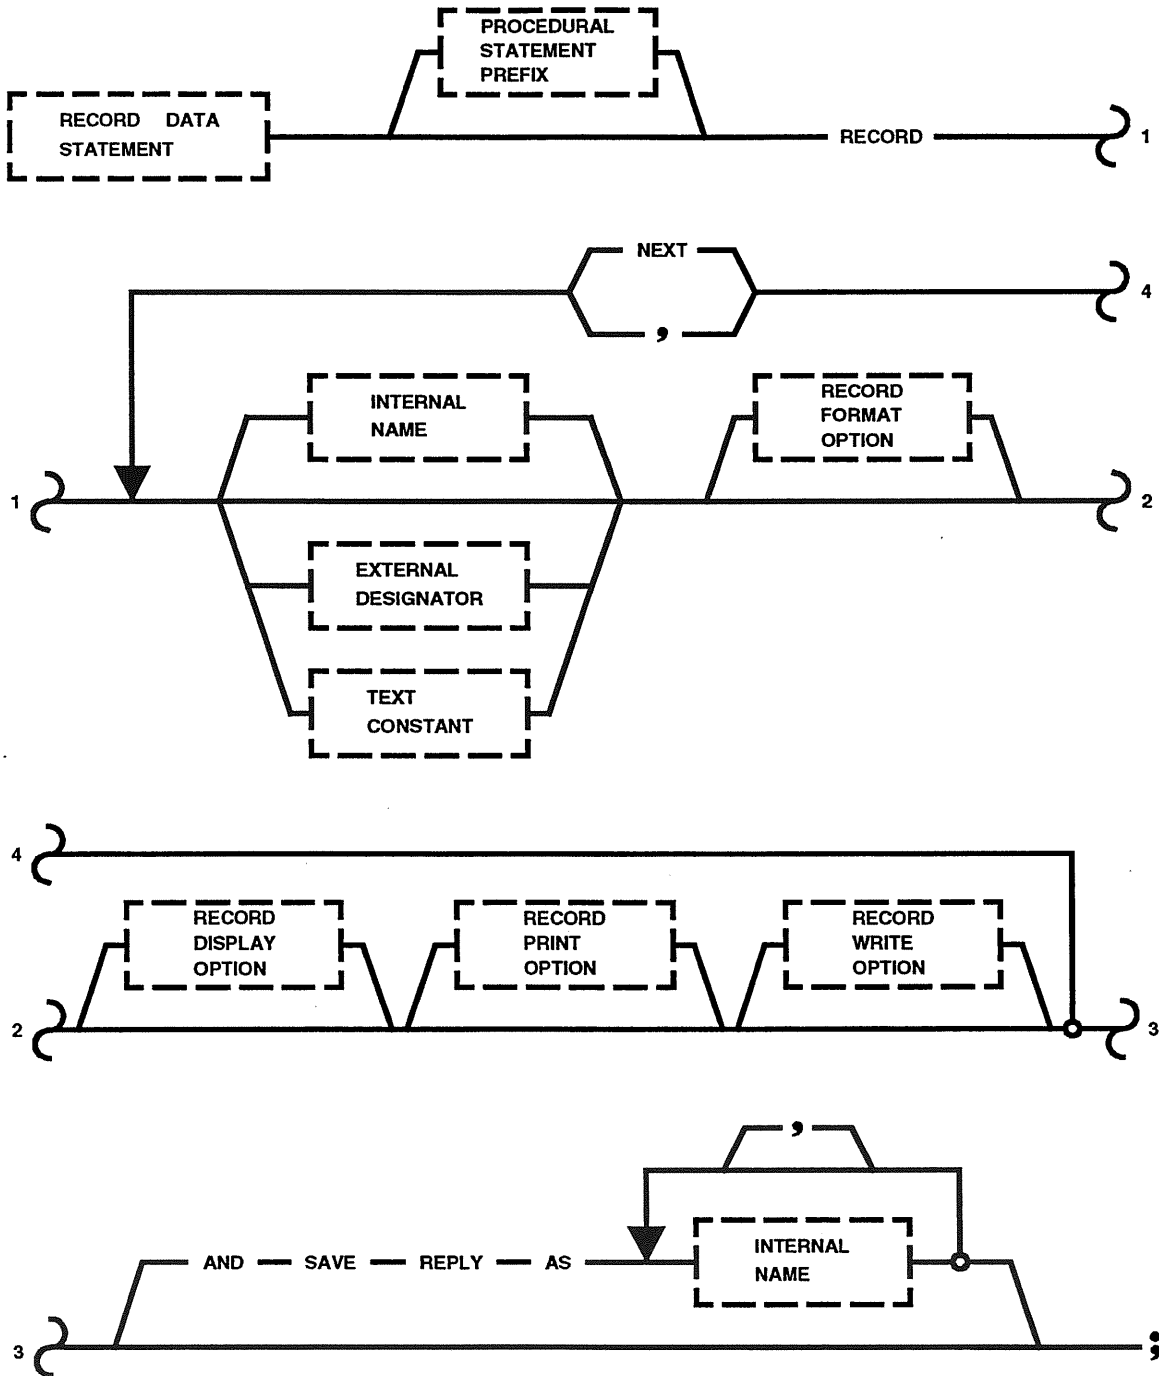 PROCEDURAL
STATEMENT
PREFIX
RECORD DATA
STATEMENT
RECORD
1
NEXT
4
,
INTERNAL
NAME
RECORD
FORMAT
OPTION
1
2
EXTERNAL
DESIGNATOR
TEXT
CONSTANT
4
RECORD
DISPLAY
OPTION
RECORD
PRINT
OPTION
RECORD
WRITE
OPTION
2
3
,
AND SAVE REPLY AS
INTERNAL
NAME
3
;